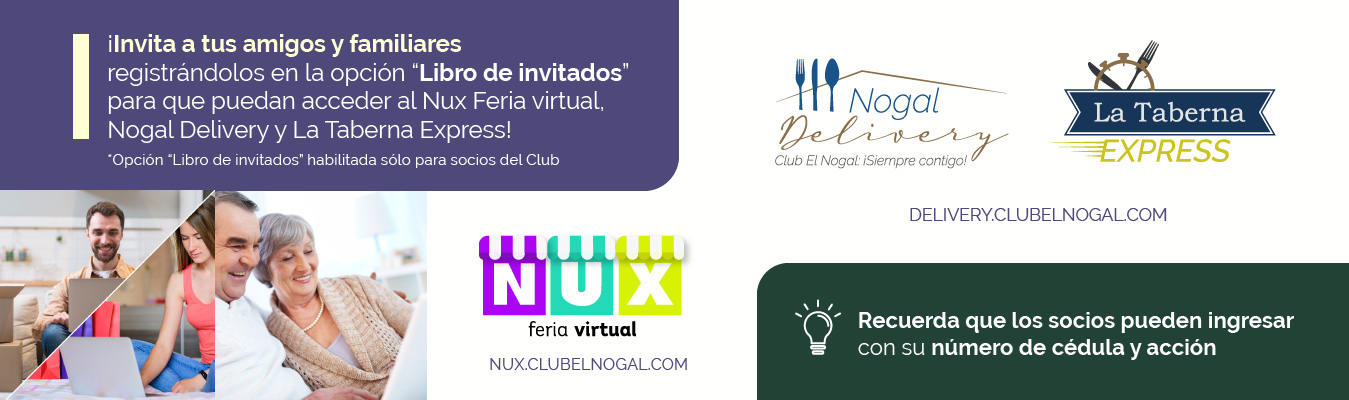 ¡Invita a tus amigos y familiares
registrándolos en la opción “Libro de invitados”
para que puedan acceder al Nux Feria virtual,
Nogal Delivery y La Taberna Express!
*Opción “Libro de invitados” habilitada sólo para socios del Club
Nogal
Delivery
Club El Nogal: ¡Siempre contigo!
La Taberna
EXPRESS
DELIVERY.CLUBELNOGAL.COM
NUX
feria virtual
NUX.CLUBELNOGAL.COM
Recuerda que los socios pueden ingresar
con su número de cédula y acción